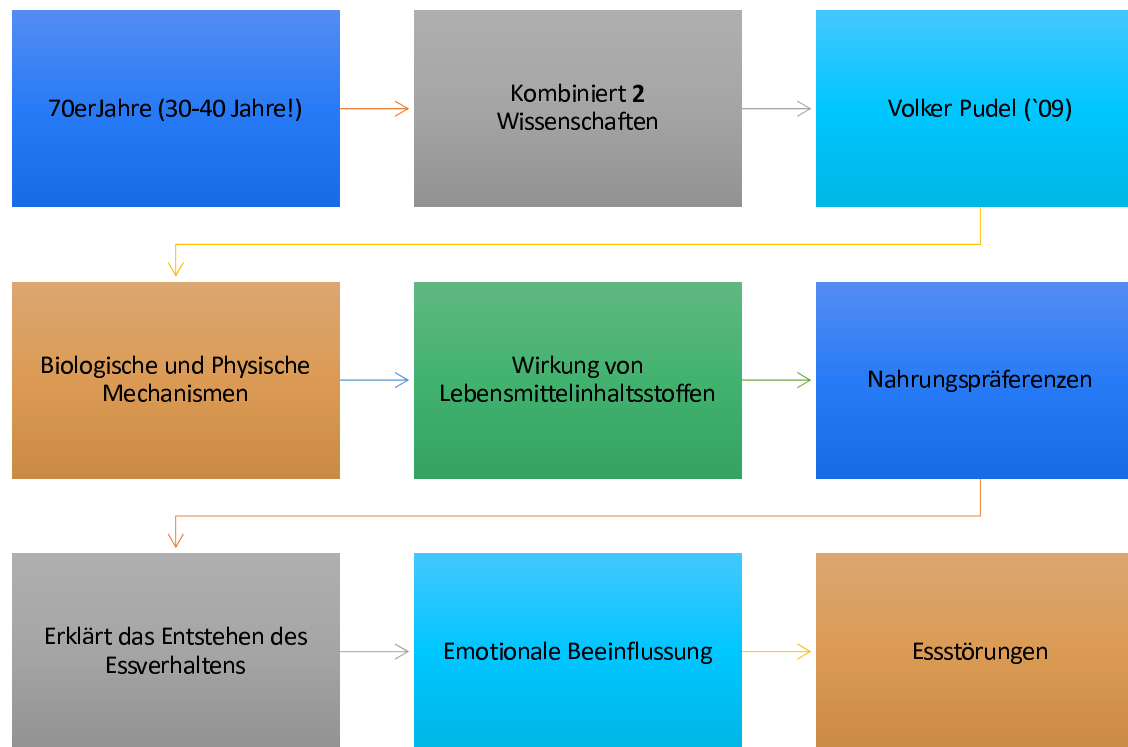 70erJahre (30-40 Jahre!)
Kombiniert 2
Wissenschaften
Volker Pudel (`09)
Biologische und Physische
Mechanismen
Wirkung von
Lebensmittelinhaltsstoffen
Nahrungspräferenzen
Erklärt das Entstehen des
Essverhaltens
Emotionale Beeinflussung
Essstörungen